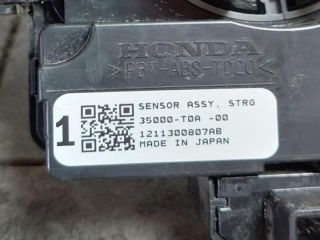 HONDA
>PBT+ABS-TD20<
1
SENSOR ASSY, STRG
35000-T0A -00
1211300807AB
MADE IN JAPAN